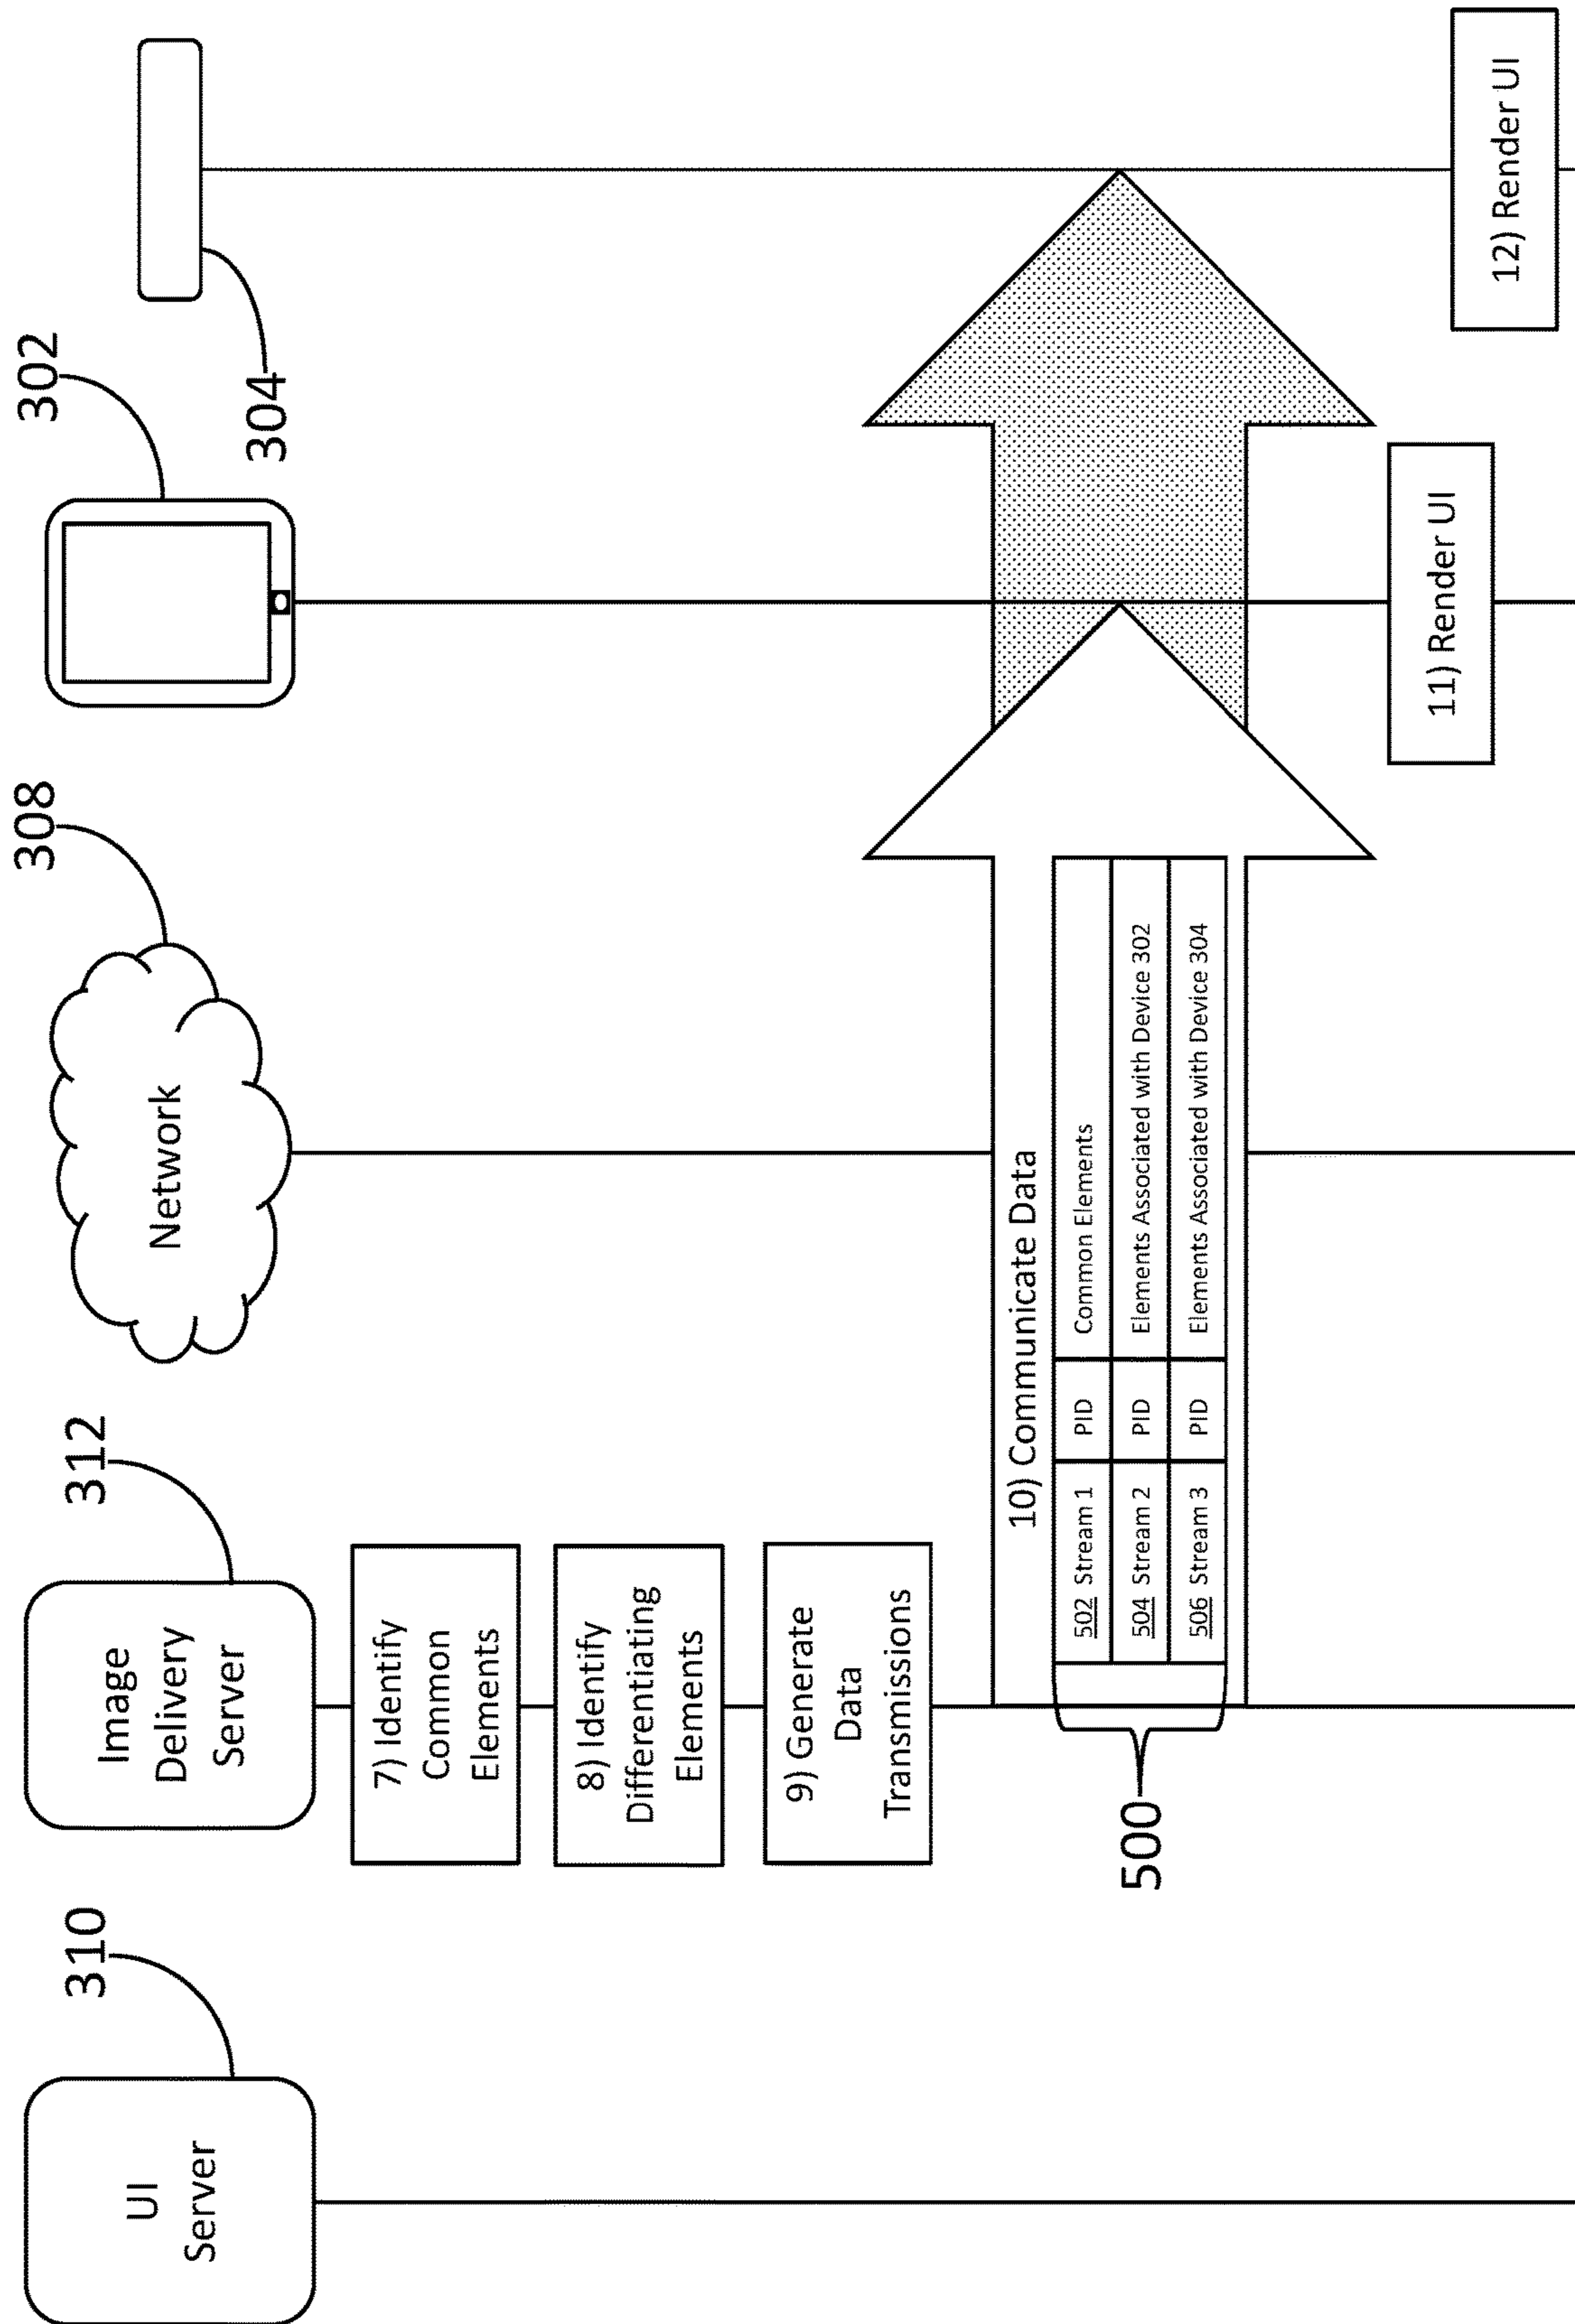 310
UI
Server
312
Image
Delivery
Server
308
Network
302
304
7) Identify
Common
Elements
8) Identify
Differentiating
Elements
9) Generate
Data
Transmissions
10) Communicate Data
500
502 Stream 1 PID Common Elements
504 Stream 2 PID Elements Associated with Device 302
506 Stream 3 PID Elements Associated with Device 304
11) Render UI
12) Render UI